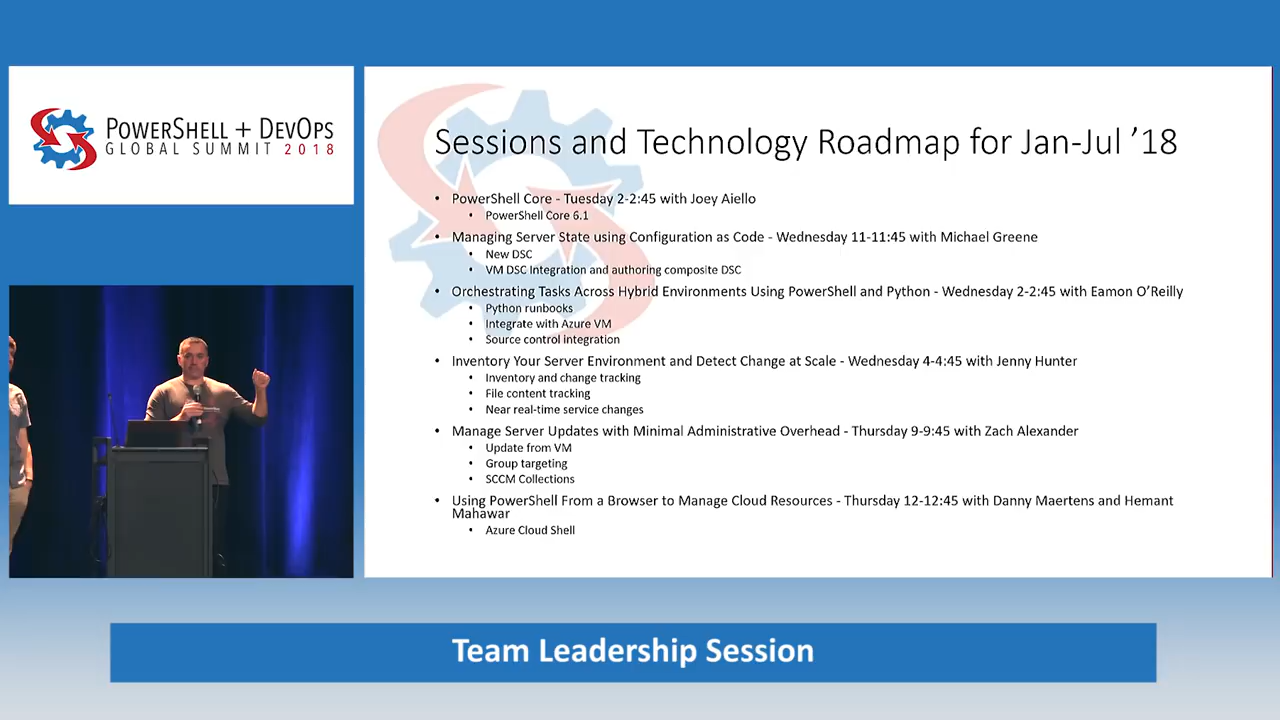 POWERSHELL + DEVOPS
GLOBAL SUMMIT 2018
Sessions and Technology Roadmap for Jan-Jul ’18
• PowerShell Core - Tuesday 2-2:45 with Joey Aiello
• PowerShell Core 6.1
• Managing Server State using Configuration as Code - Wednesday 11-11:45 with Michael Greene
• New DSC
• VM DSC Integration and authoring composite DSC
• Orchestrating Tasks Across Hybrid Environments Using PowerShell and Python - Wednesday 2-2:45 with Eamon O’Reilly
• Python runbooks
• Integrate with Azure VM
• Source control integration
• Inventory Your Server Environment and Detect Change at Scale - Wednesday 4-4:45 with Jenny Hunter
• Inventory and change tracking
• File content tracking
• Near real-time service changes
• Manage Server Updates with Minimal Administrative Overhead - Thursday 9-9:45 with Zach Alexander
• Update from VM
• Group targeting
• SCCM Collections
• Using PowerShell From a Browser to Manage Cloud Resources - Thursday 12-12:45 with Danny Maertens and Hemant
Mahawar
• Azure Cloud Shell
Team Leadership Session